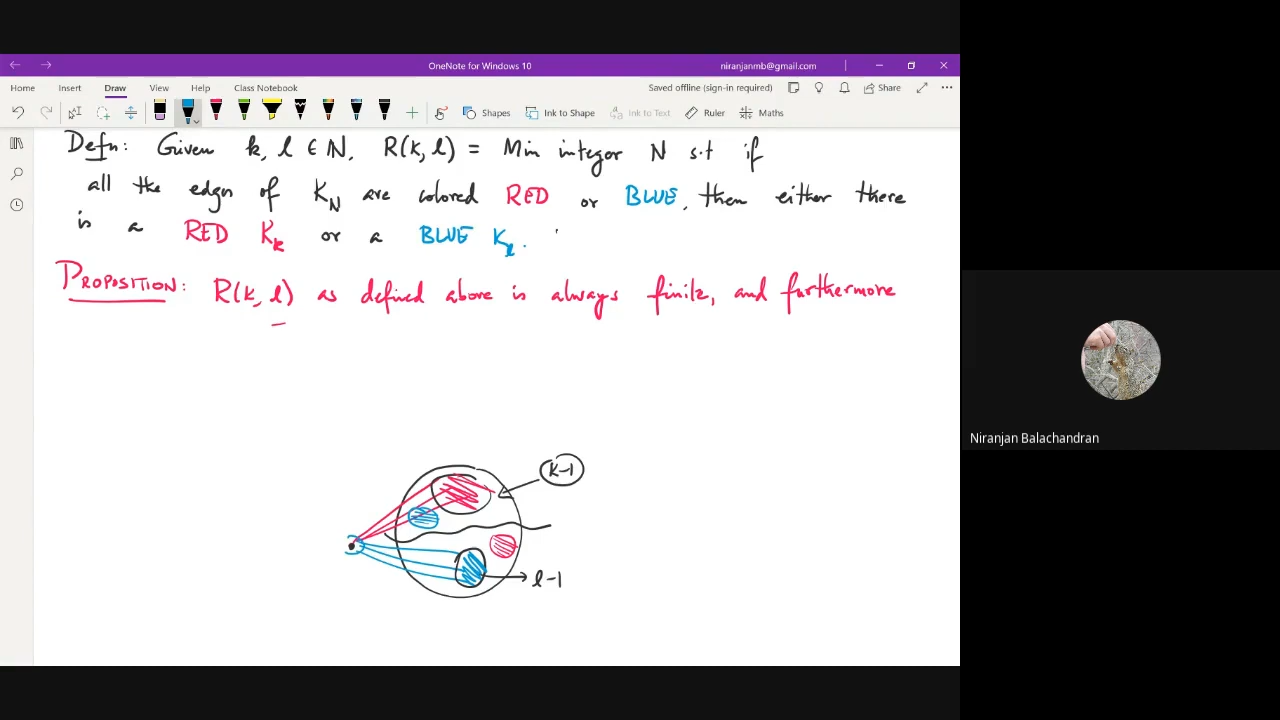 OneNote for Windows 10
niranjanmb@gmail.com
Home Insert Draw View Help Class Notebook
Saved offline (sign-in required)
Share
Shapes
Ink to Shape
Ink to Text
Ruler
Maths
Defn: Given k, l ∈ N, R(k, l) = Min integer N s.t if
all the edges of K_N are colored RED or BLUE, then either there
is a RED K_k or a BLUE K_l.
PROPOSITION: R(k, l) as defined above is always finite, and furthermore
k-1
l-1
Niranjan Balachandran